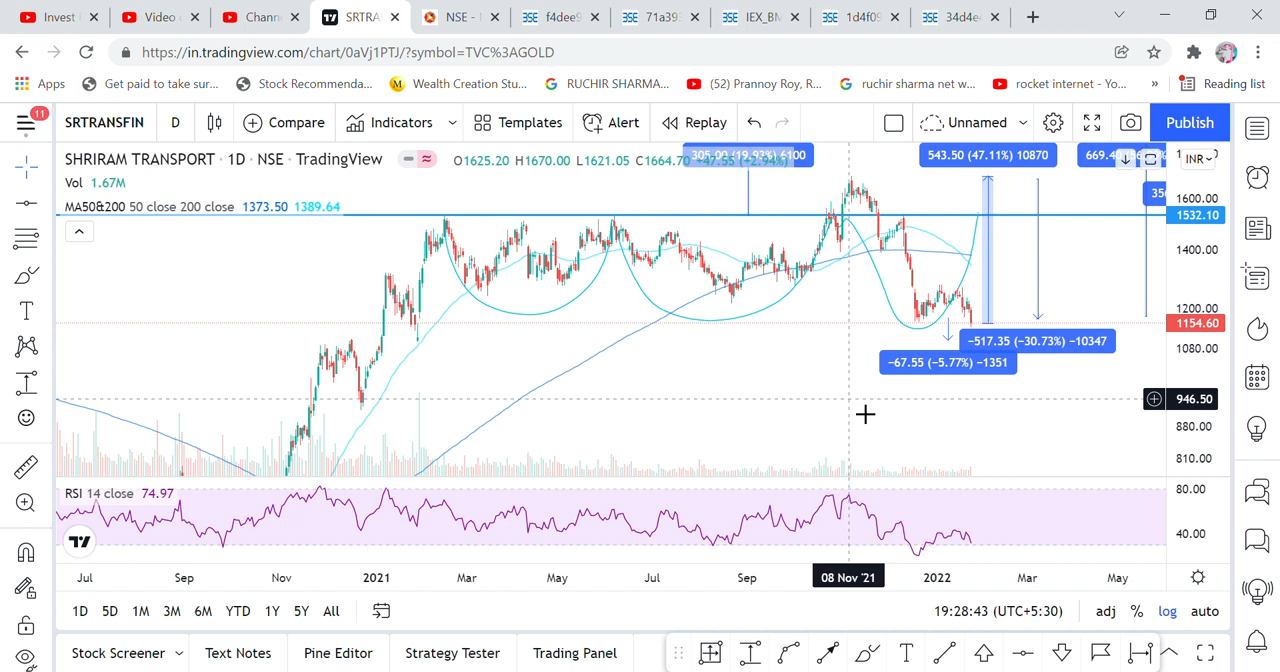 Invest
Video
Chann
SRTRA
NSE -
f4dee9
71a39
IEX_BM
1d4f09
34d4e
https://in.tradingview.com/chart/0aVj1PTJ/?symbol=TVC%3AGOLD
Apps
Get paid to take sur...
Stock Recommenda...
Wealth Creation Stu...
RUCHIR SHARMA...
(52) Prannoy Roy, R...
ruchir sharma net w...
rocket internet - Yo...
Reading list
11
SRTRANSFIN
D
Compare
Indicators
Templates
Alert
Replay
Unnamed
Publish
SHRIRAM TRANSPORT · 1D · NSE · TradingView
O1625.20 H1670.00 L1621.05 C1664.70 −47.55 (−2.94%)
305.00 (19.93%) 6100
543.50 (47.11%) 10870
INR
Vol 1.67M
MA50&200 50 close 200 close 1373.50 1389.64
1600.00
1532.10
1400.00
1200.00
1154.60
1080.00
−517.35 (−30.73%) −10347
−67.55 (−5.77%) −1351
946.50
880.00
810.00
RSI 14 close 74.97
80.00
40.00
Jul
Sep
Nov
2021
Mar
May
Jul
Sep
08 Nov '21
2022
Mar
May
1D
5D
1M
3M
6M
YTD
1Y
5Y
All
19:28:43 (UTC+5:30)
adj
%
log
auto
Stock Screener
Text Notes
Pine Editor
Strategy Tester
Trading Panel